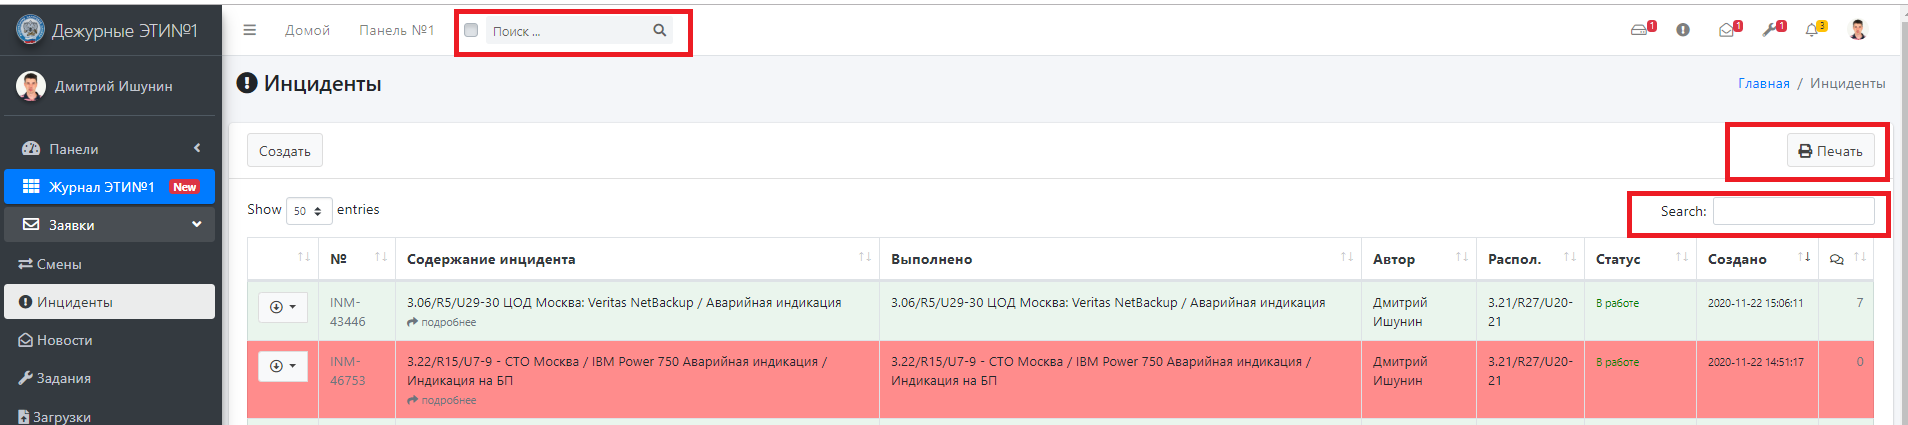 Дежурные ЭТИ№1
Домой Панель №1 Поиск ... 1 1 1 3
Дмитрий Ишунин
Инциденты
Главная / Инциденты
Панели
Журнал ЭТИ№1 New
Заявки
Смены
Инциденты
Новости
Задания
Загрузки
Создать Печать
Show 50 entries Search:
№ Содержание инцидента Выполнено Автор Распол. Статус Создано
INM-43446 3.06/R5/U29-30 ЦОД Москва: Veritas NetBackup / Аварийная индикация 3.06/R5/U29-30 ЦОД Москва: Veritas NetBackup / Аварийная индикация Дмитрий Ишунин 3.21/R27/U20-21 В работе 2020-11-22 15:06:11 7
подробнее
INM-46753 3.22/R15/U7-9 - СТО Москва / IBM Power 750 Аварийная индикация / Индикация на БП 3.22/R15/U7-9 - СТО Москва / IBM Power 750 Аварийная индикация / Индикация на БП Дмитрий Ишунин 3.21/R27/U20-21 В работе 2020-11-22 14:51:17 0
подробнее